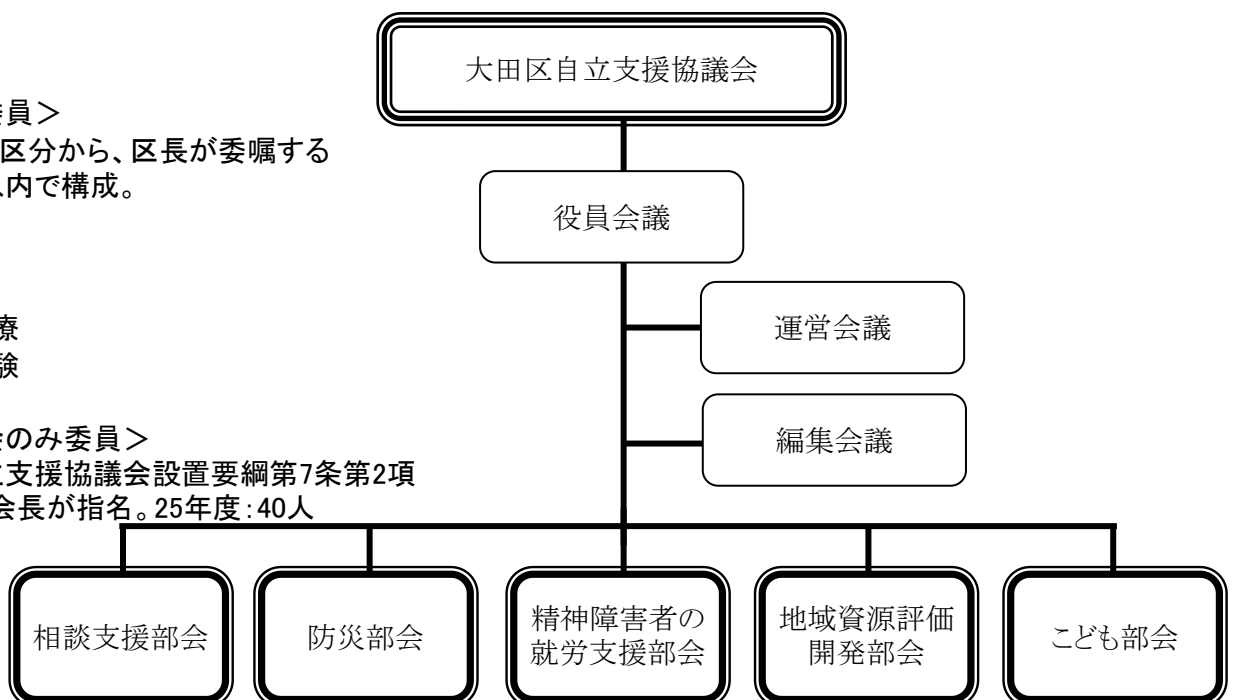 大田区自立支援協議会
員＞
区分から、区長が委嘱する
内で構成。
役員会議
療
験
運営会議
のみ委員＞
支援協議会設置要綱第7条第2項
会長が指名。25年度：40人
編集会議
相談支援部会
防災部会
精神障害者の
就労支援部会
地域資源評価
開発部会
こども部会